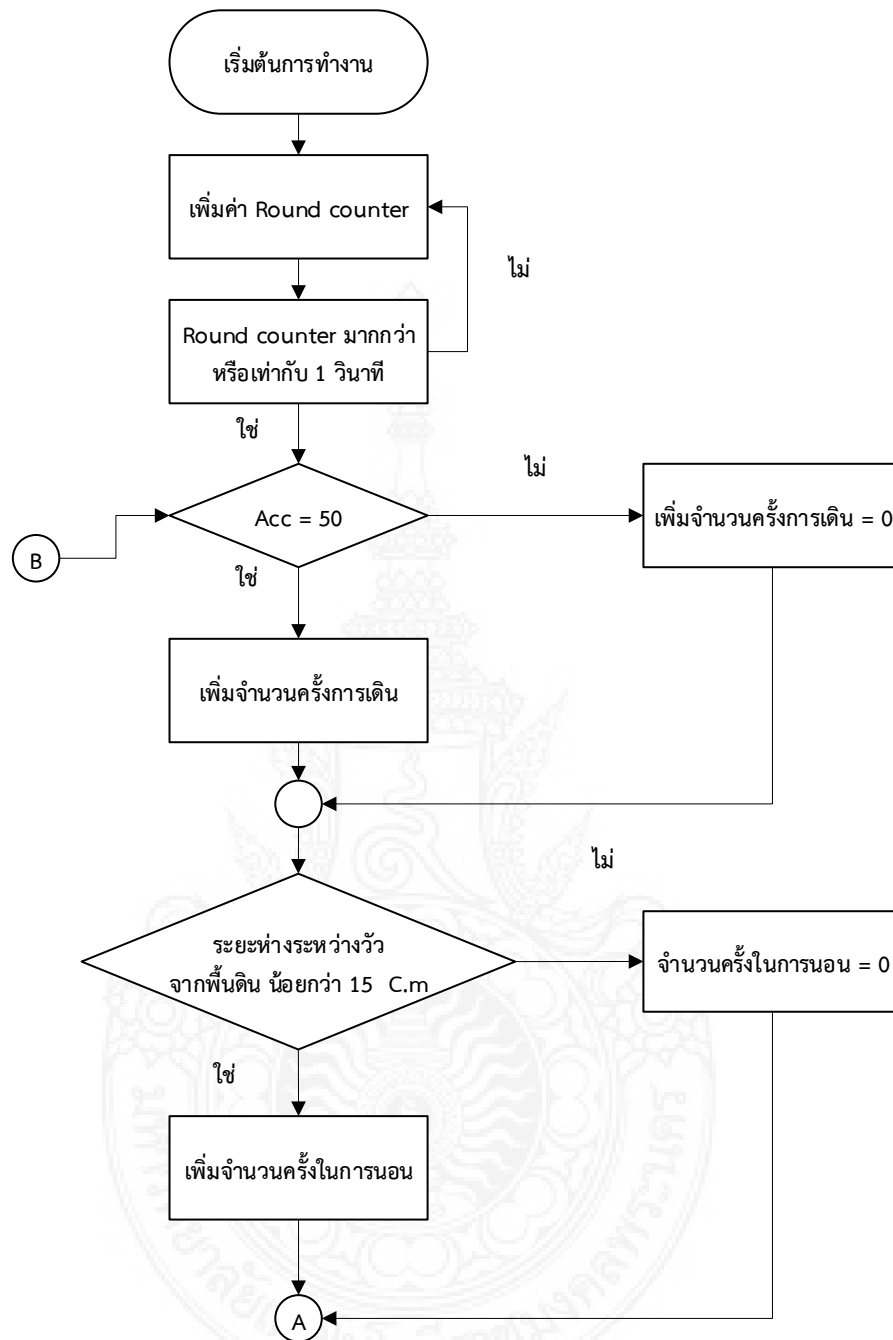 เริ่มต้นการทำงาน
เพิ่มค่า Round counter
ไม่
Round counter มากกว่า
หรือเท่ากับ 1 วินาที
ใช่
ไม่
Acc = 50
เพิ่มจำนวนครั้งการเดิน = 0
B
ใช่
เพิ่มจำนวนครั้งการเดิน
ไม่
ระยะห่างระหว่างวัว
จากพื้นดิน น้อยกว่า 15 C.m
จำนวนครั้งในการนอน = 0
ใช่
เพิ่มจำนวนครั้งในการนอน
A